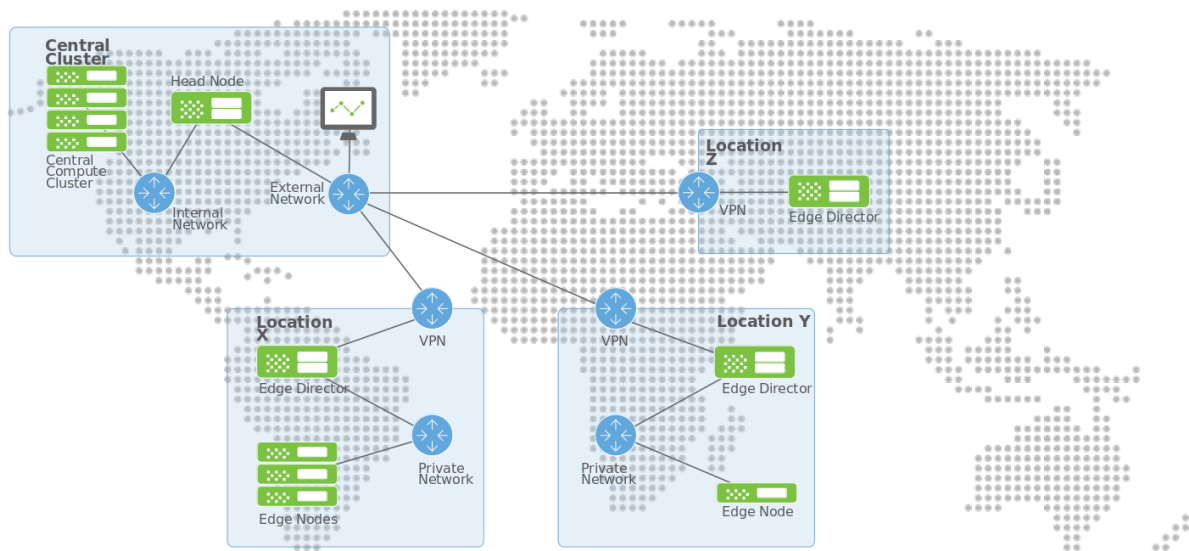 Central
Cluster
Head Node
Central
Compute
Cluster
Internal
Network
External
Network
Location
Z
VPN
Edge Director
Location
X
VPN
Edge Director
Private
Network
Edge Nodes
Location Y
VPN
Edge Director
Private
Network
Edge Node